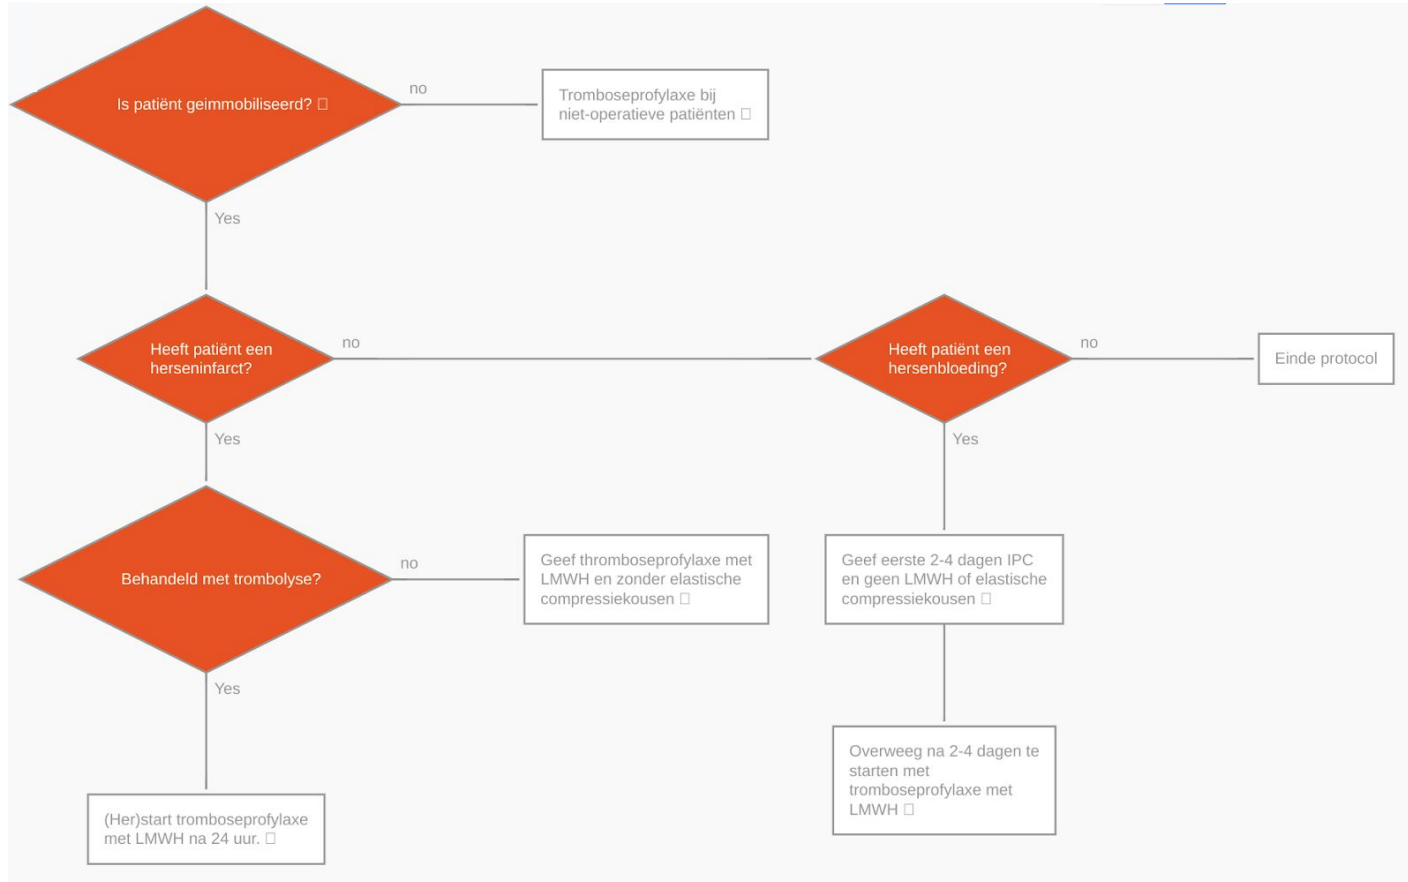 Is patiënt geimmobiliseerd?
no
Tromboseprofylaxe bij
niet-operatieve patiënten
Yes
Heeft patiënt een
herseninfarct?
no
Heeft patiënt een
hersenbloeding?
no
Einde protocol
Yes
Yes
Behandeld met trombolyse?
no
Geef thromboseprofylaxe met
LMWH en zonder elastische
compressiekousen
Geef eerste 2-4 dagen IPC
en geen LMWH of elastische
compressiekousen
Yes
Overweeg na 2-4 dagen te
starten met
tromboseprofylaxe met
LMWH
(Her)start tromboseprofylaxe
met LMWH na 24 uur.